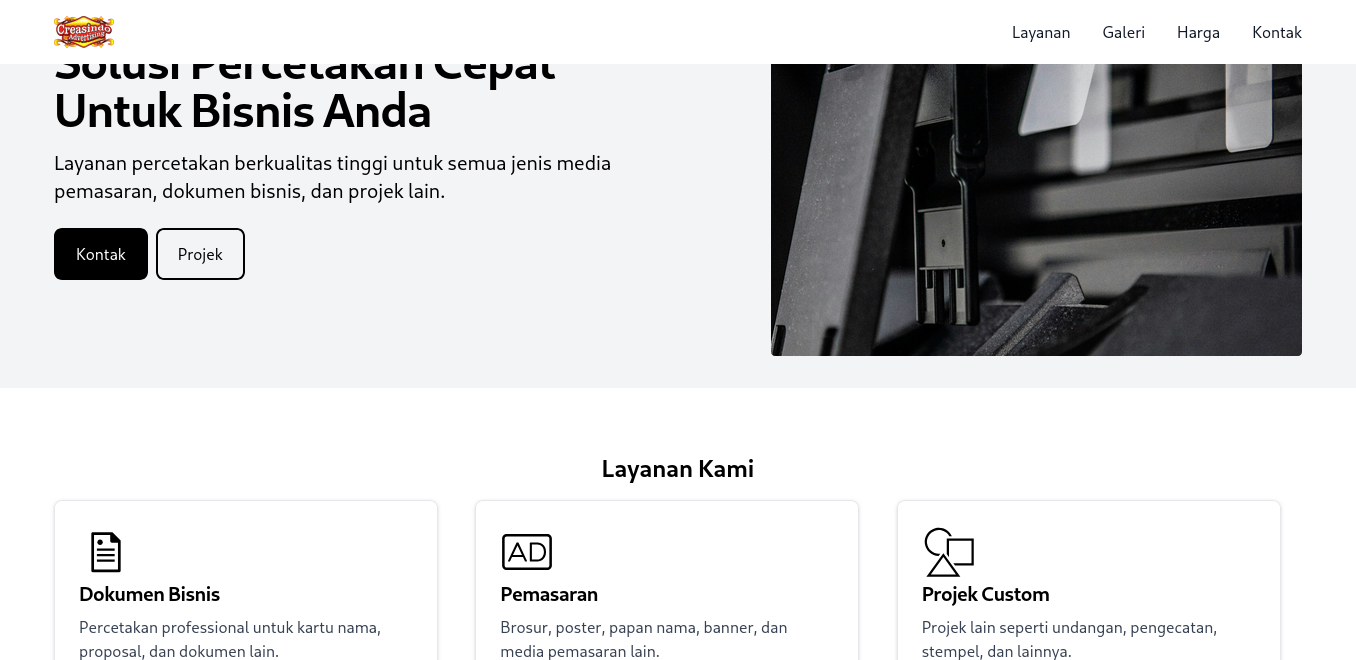 Creasindo
Advertising
Layanan
Galeri
Harga
Kontak
Solusi Percetakan Cepat
Untuk Bisnis Anda
Layanan percetakan berkualitas tinggi untuk semua jenis media
pemasaran, dokumen bisnis, dan projek lain.
Kontak
Projek
Layanan Kami
Dokumen Bisnis
Percetakan professional untuk kartu nama,
proposal, dan dokumen lain.
AD
Pemasaran
Brosur, poster, papan nama, banner, dan
media pemasaran lain.
Projek Custom
Projek lain seperti undangan, pengecatan,
stempel, dan lainnya.